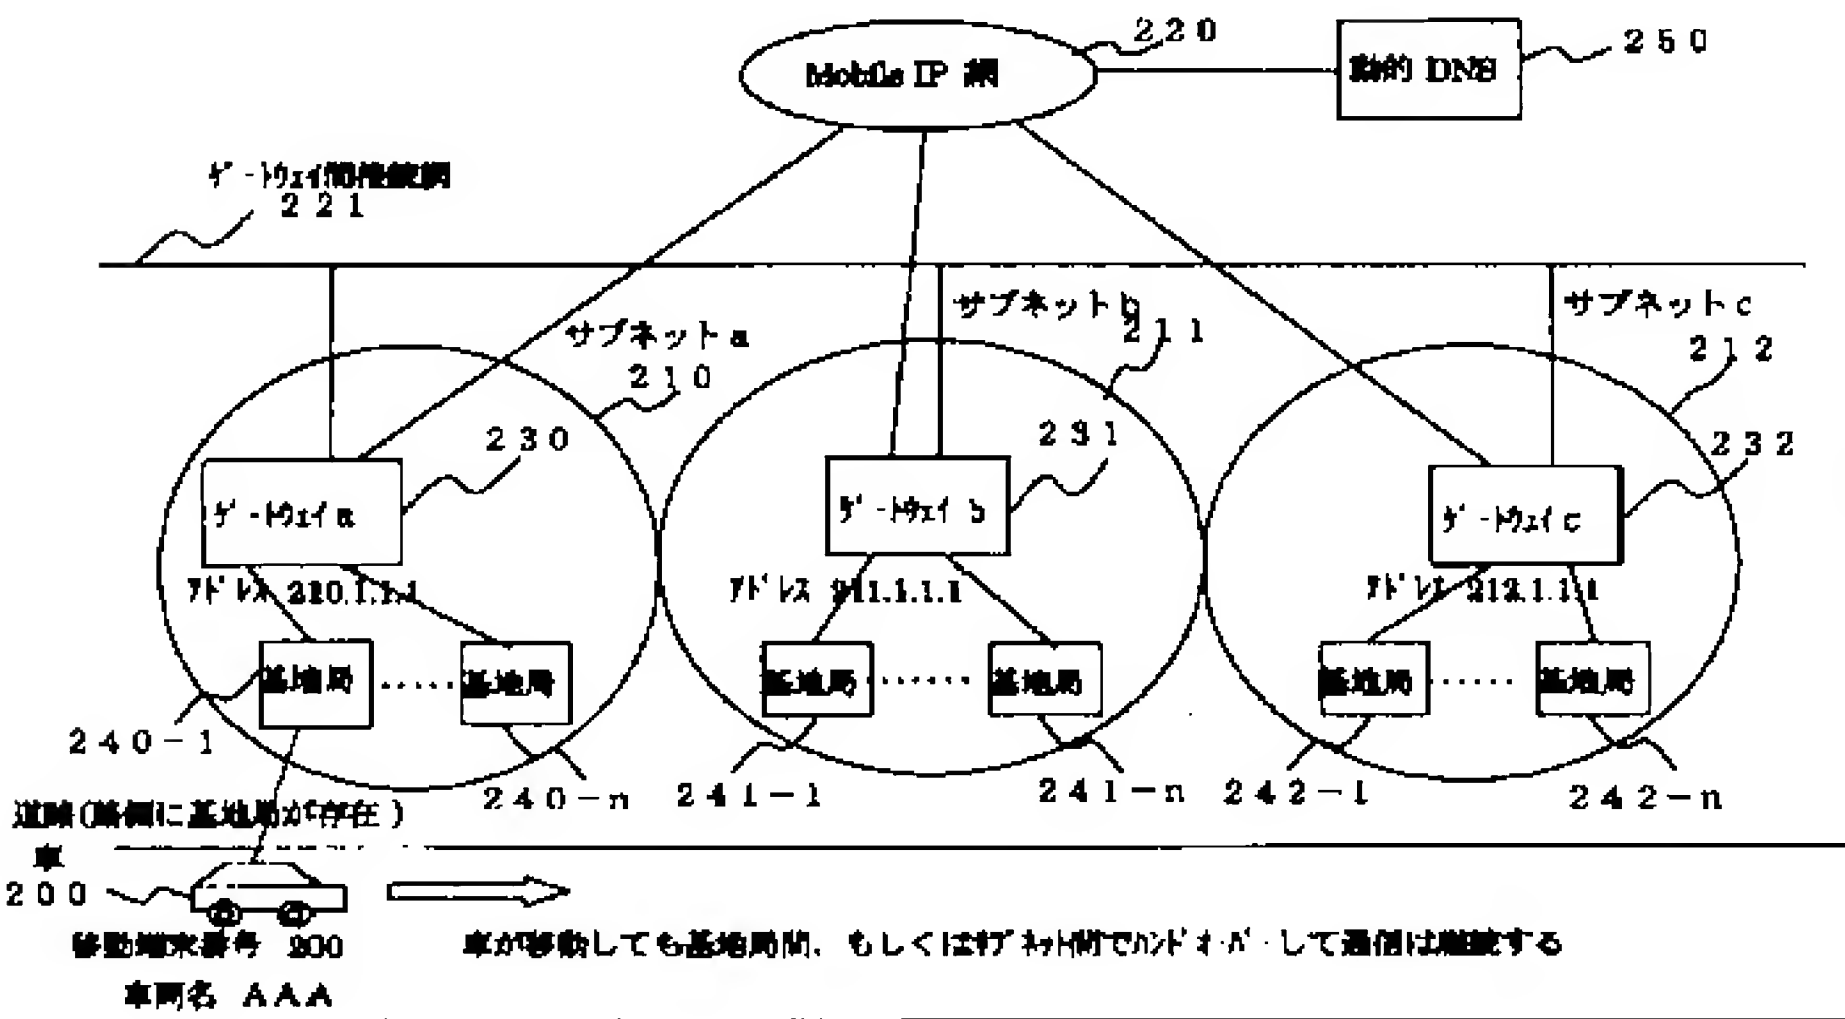 220
Mobile IP 網
動的 DNS
250
ｹﾞｰﾄｳｪｲ間接続網
221
サブネットb
211
サブネットc
212
サブネットa
210
230
231
232
ｹﾞｰﾄｳｪｲa
ｹﾞｰﾄｳｪｲ b
ｹﾞｰﾄｳｪｲc
ｱﾄﾞﾚｽ 210.1.1.1
ｱﾄﾞﾚｽ 211.1.1.1
ｱﾄﾞﾚｽ 212.1.1.1
基地局 ····· 基地局
基地局 ······ 基地局
基地局 ······ 基地局
240-1
240-n
241-1
241-n
242-1
242-n
道路(路側に基地局が存在)
車
200
移動端末番号 200
車両名 AAA
車が移動しても基地局間、もしくはｻﾌﾞﾈｯﾄ間でﾊﾝﾄﾞｵｰﾊﾞｰして通信は継続する